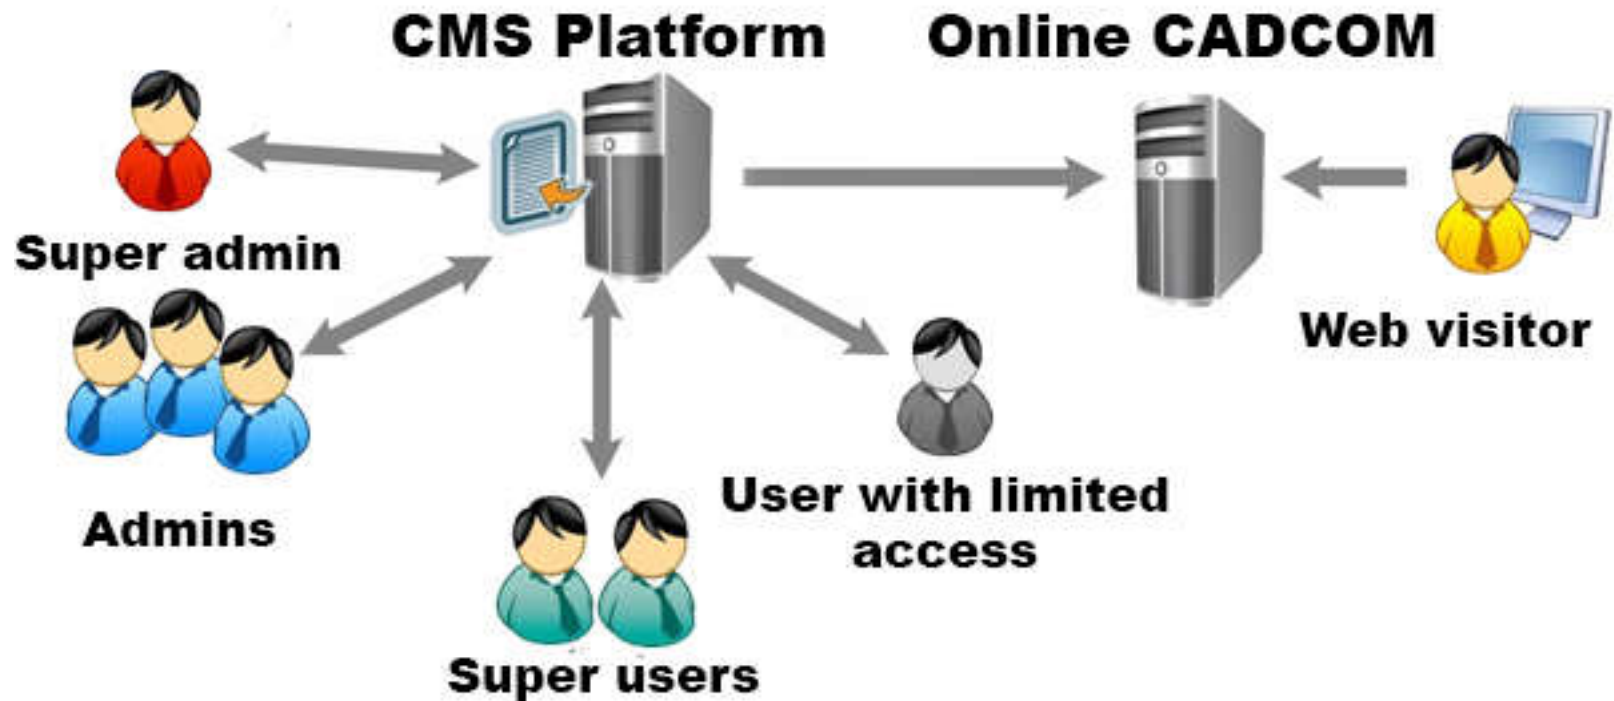 CMS Platform
Online CADCOM
Super admin
Web visitor
Admins
User with limited
access
Super users